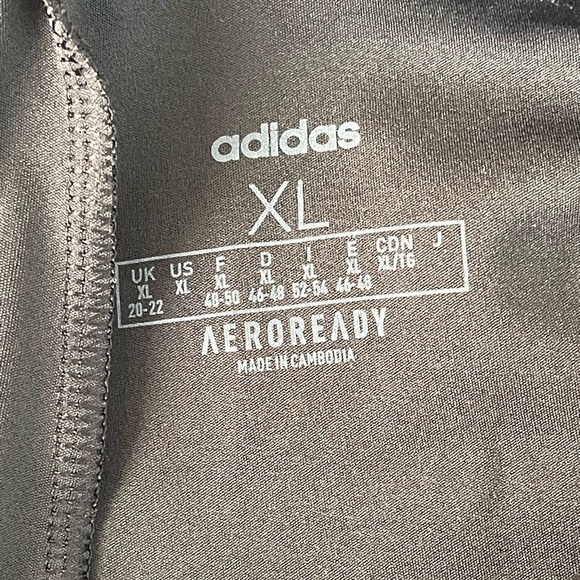 adidas
XL
UK US F D I E CDN J
XL XL XL XL XL XL XL/16
20-22 48-50 46-48 52-54 46-48
AEROREADY
MADE IN CAMBODIA